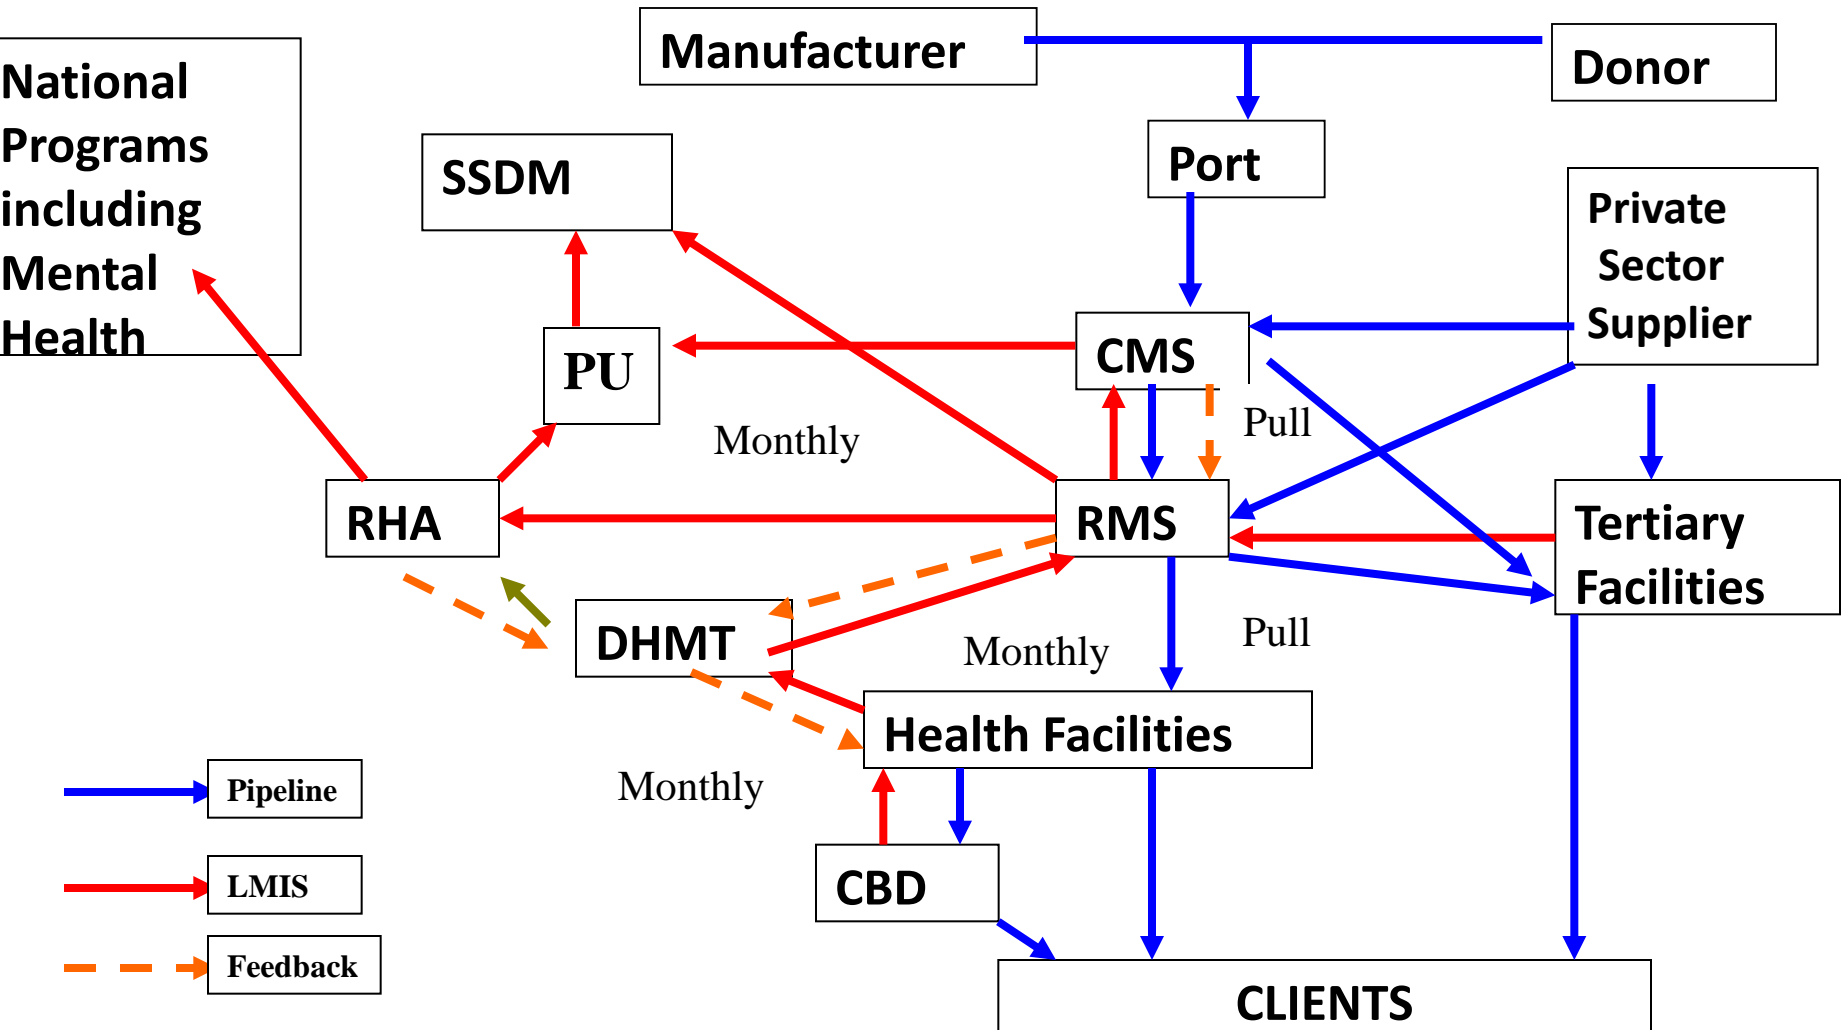 Manufacturer
Donor
National
Programs
including
Mental
Health
SSDM
Port
Private
Sector
Supplier
PU
CMS
Pull
Monthly
RHA
RMS
Tertiary
Facilities
DHMT
Monthly
Pull
Health Facilities
Monthly
Pipeline
LMIS
CBD
Feedback
CLIENTS